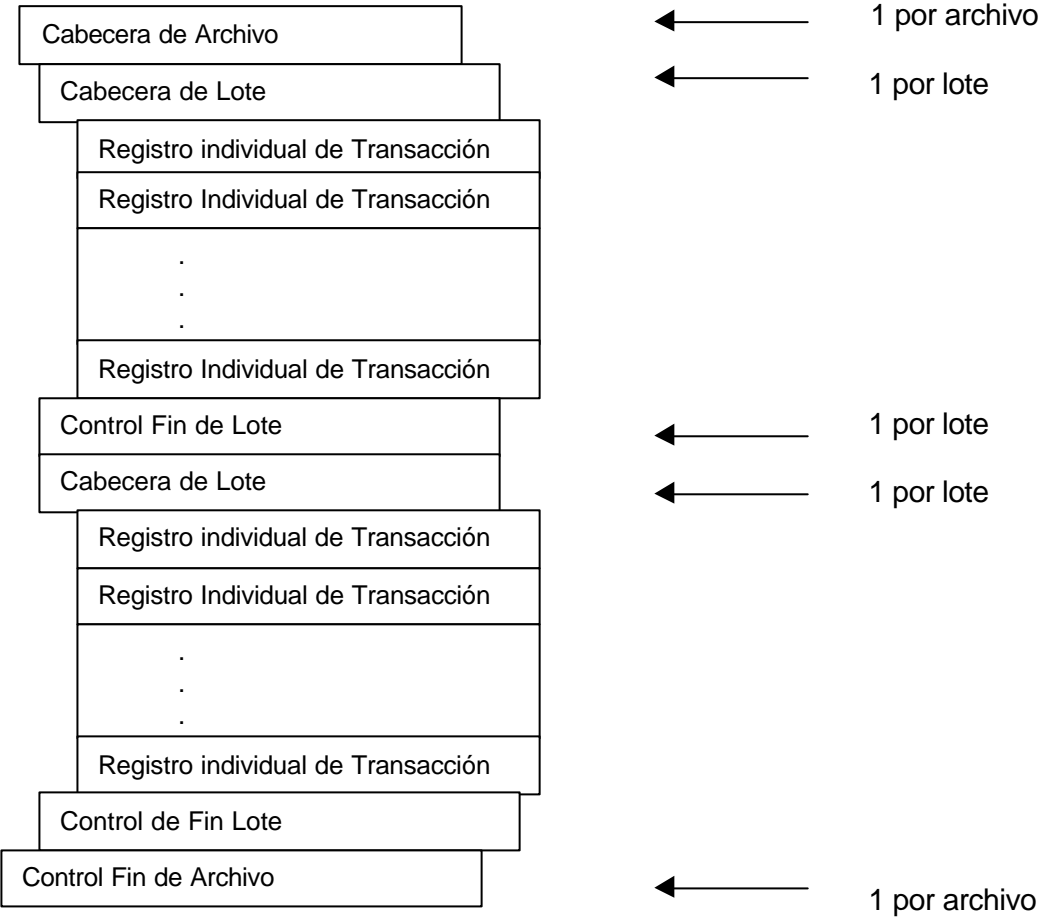 Cabecera de Archivo
1 por archivo
Cabecera de Lote
1 por lote
Registro individual de Transacción
Registro Individual de Transacción
.
.
.
Registro Individual de Transacción
Control Fin de Lote
1 por lote
Cabecera de Lote
1 por lote
Registro individual de Transacción
Registro Individual de Transacción
.
.
.
Registro individual de Transacción
Control de Fin Lote
Control Fin de Archivo
1 por archivo